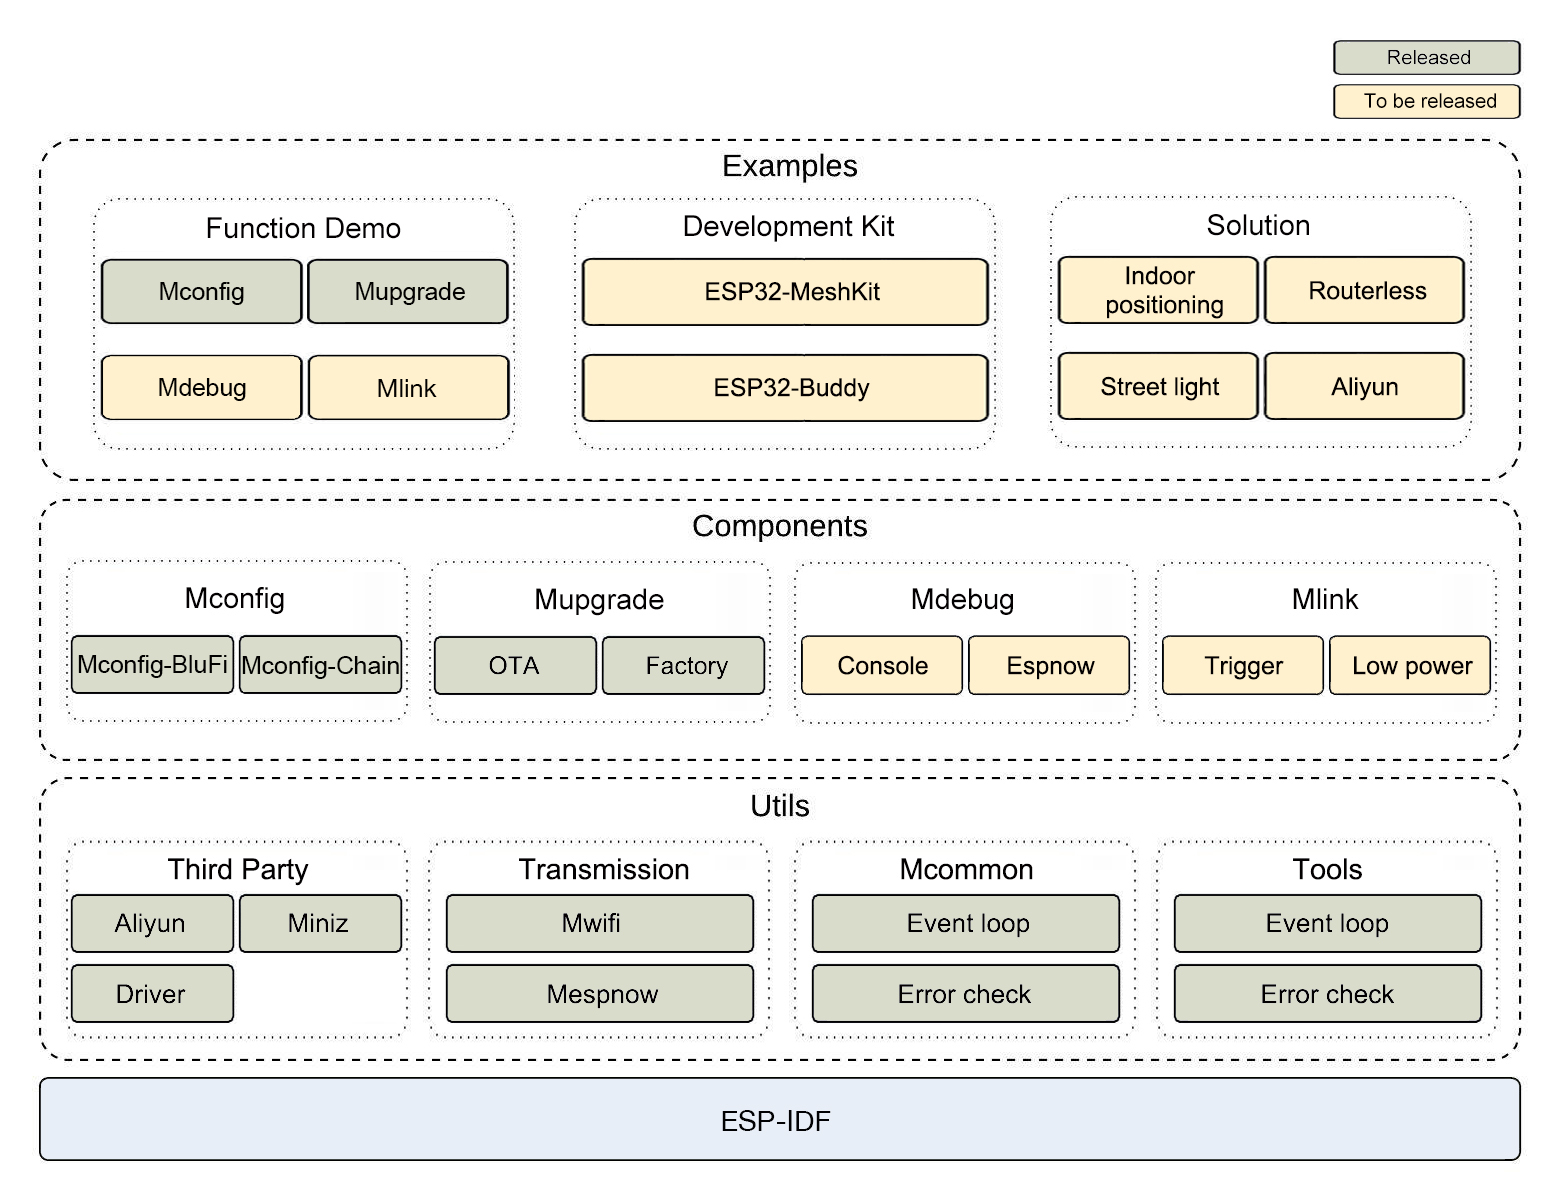 Released
To be released
Examples
Function Demo
Mconfig
Mupgrade
Mdebug
Mlink
Development Kit
ESP32-MeshKit
ESP32-Buddy
Solution
Indoor
positioning
Routerless
Street light
Aliyun
Components
Mconfig
Mconfig-BluFi
Mconfig-Chain
Mupgrade
OTA
Factory
Mdebug
Console
Espnow
Mlink
Trigger
Low power
Utils
Third Party
Aliyun
Miniz
Driver
Transmission
Mwifi
Mespnow
Mcommon
Event loop
Error check
Tools
Event loop
Error check
ESP-IDF